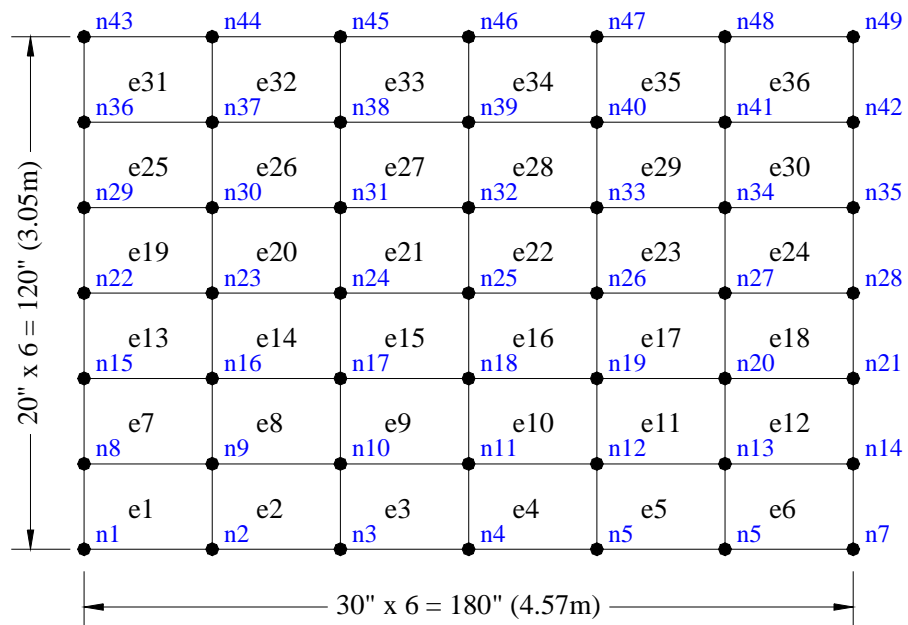 n43 n44 n45 n46 n47 n48 n49
e31 e32 e33 e34 e35 e36
n36 n37 n38 n39 n40 n41 n42
e25 e26 e27 e28 e29 e30
n29 n30 n31 n32 n33 n34 n35
e19 e20 e21 e22 e23 e24
n22 n23 n24 n25 n26 n27 n28
e13 e14 e15 e16 e17 e18
n15 n16 n17 n18 n19 n20 n21
e7 e8 e9 e10 e11 e12
n8 n9 n10 n11 n12 n13 n14
e1 e2 e3 e4 e5 e6
n1 n2 n3 n4 n5 n5 n7
20" x 6 = 120" (3.05m)
30" x 6 = 180" (4.57m)